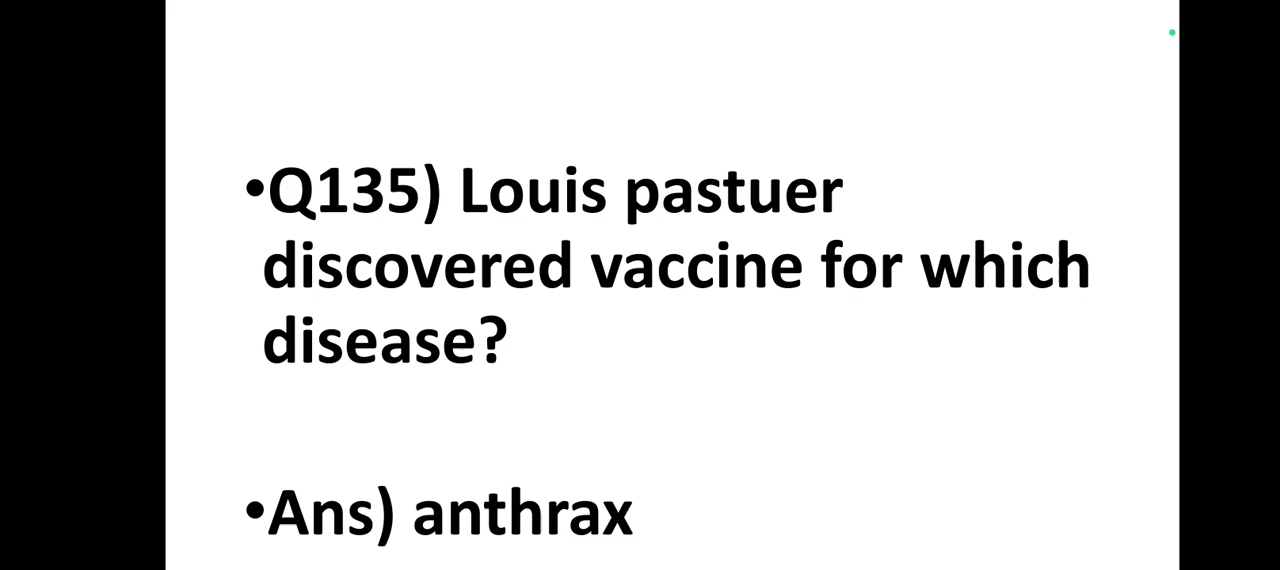 •Q135) Louis pastuer
discovered vaccine for which
disease?
•Ans) anthrax